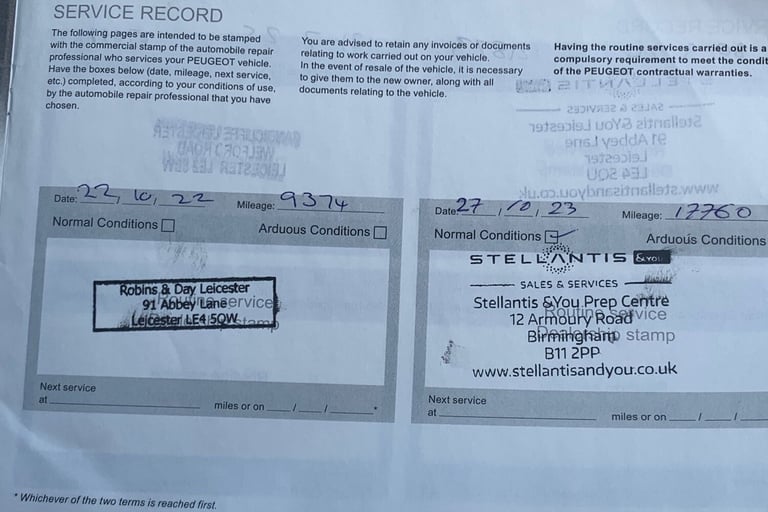 SERVICE RECORD
The following pages are intended to be stamped
with the commercial stamp of the automobile repair
professional who services your PEUGEOT vehicle.
Have the boxes below (date, mileage, next service,
etc.) completed, according to your conditions of use,
by the automobile repair professional that you have
chosen.
You are advised to retain any invoices or documents
relating to work carried out on your vehicle.
In the event of resale of the vehicle, it is necessary
to give them to the new owner, along with all
documents relating to the vehicle.
Having the routine services carried out is a
compulsory requirement to meet the condit
of the PEUGEOT contractual warranties.
Date: 22, 10, 22 Mileage: 9374
Normal Conditions Arduous Conditions
Robins & Day Leicester
91 Abbey Lane service
Leicester LE4 5QW stamp
Next service
at miles or on / / *
Date: 27 / 10 / 23 Mileage: 17760
Normal Conditions Arduous Conditions
STELLANTIS &YOU
SALES & SERVICES
Stellantis &You Prep Centre
Routine service
12 Armoury Road
Dealership stamp
Birmingham
B11 2PP
www.stellantisandyou.co.uk
Next service
at miles or on / /
* Whichever of the two terms is reached first.